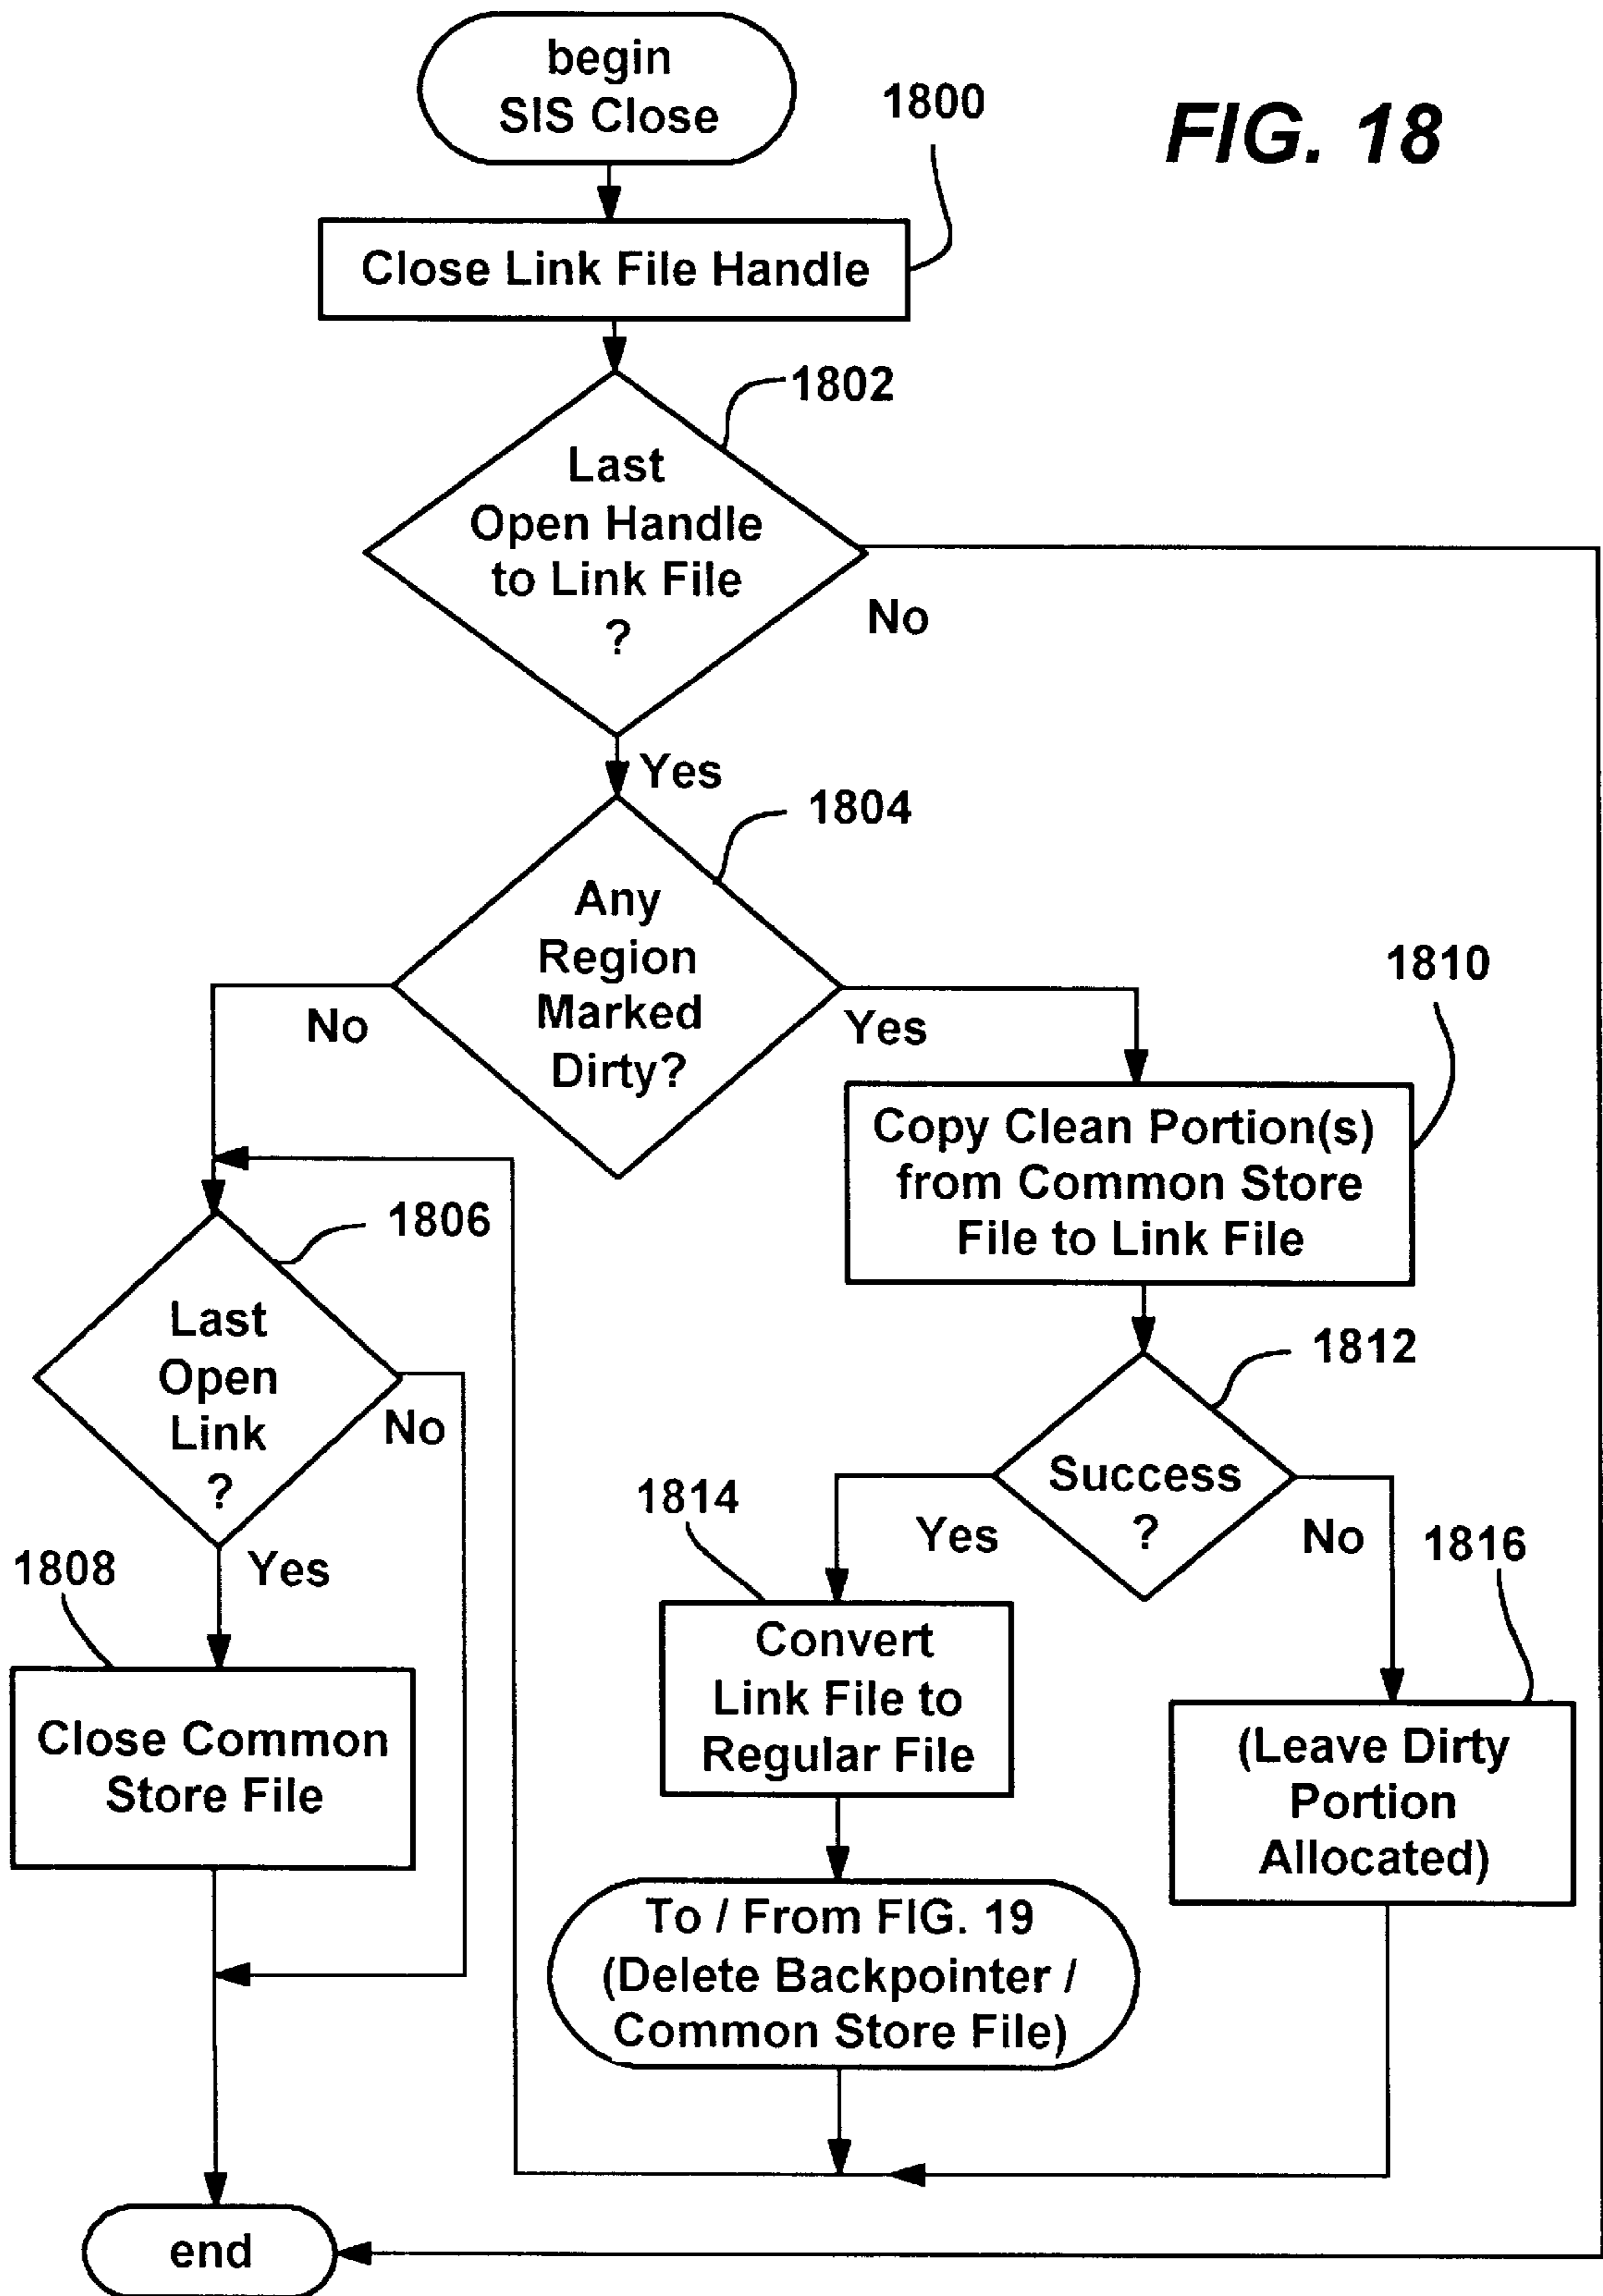 begin
SIS Close
1800
FIG. 18
Close Link File Handle
1802
Last
Open Handle
to Link File
?
No
Yes
1804
Any
Region
Marked
Dirty?
No
Yes
1810
Copy Clean Portion(s)
from Common Store
File to Link File
1806
Last
Open
Link
?
No
Yes
1812
Success
?
Yes
No
1808
Close Common
Store File
1814
Convert
Link File to
Regular File
1816
(Leave Dirty
Portion
Allocated)
To / From FIG. 19
(Delete Backpointer /
Common Store File)
end